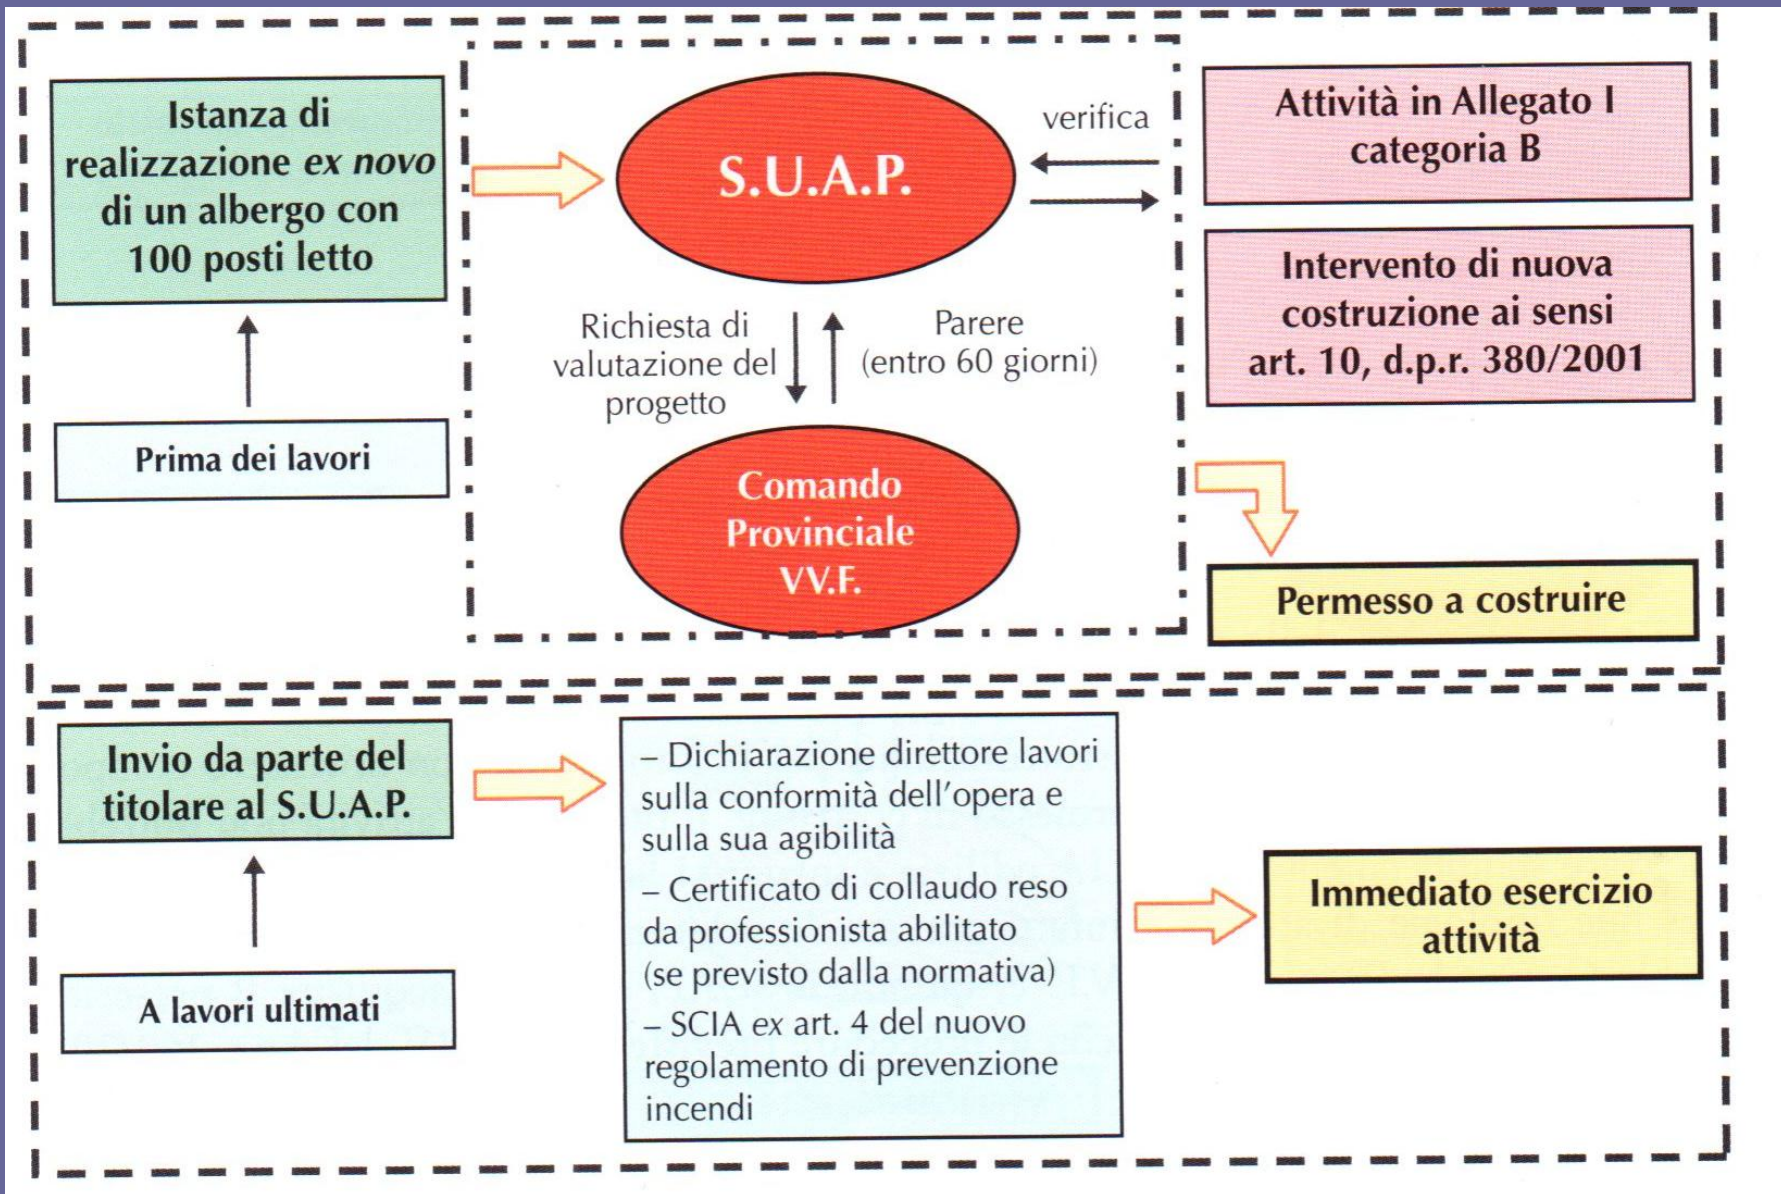 Istanza di
realizzazione ex novo
di un albergo con
100 posti letto
Prima dei lavori
S.U.A.P.
verifica
Richiesta di
valutazione del
progetto
Parere
(entro 60 giorni)
Comando
Provinciale
VV.F.
Attività in Allegato I
categoria B
Intervento di nuova
costruzione ai sensi
art. 10, d.p.r. 380/2001
Permesso a costruire
Invio da parte del
titolare al S.U.A.P.
A lavori ultimati
– Dichiarazione direttore lavori
sulla conformità dell'opera e
sulla sua agibilità
– Certificato di collaudo reso
da professionista abilitato
(se previsto dalla normativa)
– SCIA ex art. 4 del nuovo
regolamento di prevenzione
incendi
Immediato esercizio
attività